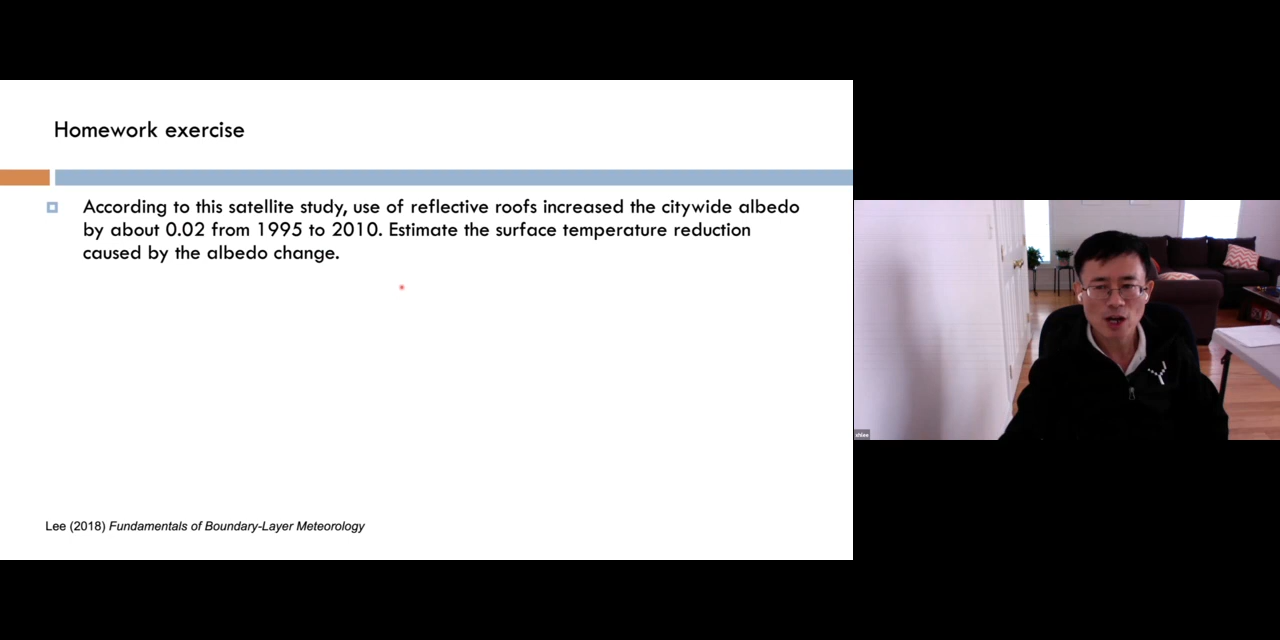 Homework exercise
According to this satellite study, use of reflective roofs increased the citywide albedo
by about 0.02 from 1995 to 2010. Estimate the surface temperature reduction
caused by the albedo change.
Lee (2018) Fundamentals of Boundary-Layer Meteorology
xhlee